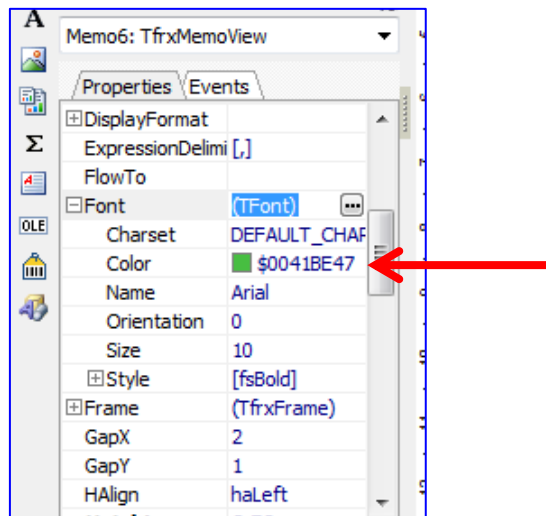 A
Memo6: TfrxMemoView
Properties Events
DisplayFormat
ExpressionDelimi [,]
FlowTo
Font (TFont) ...
Σ
Charset DEFAULT_CHAF
Color $0041BE47
OLE
Name Arial
Orientation 0
Size 10
Style [fsBold]
Frame (TfrxFrame)
GapX 2
GapY 1
HAlign haLeft